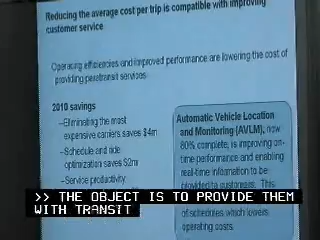 Reducing the average cost per trip is compatible with improving
customer service
Operating efficiencies and improved performance are lowering the cost of
providing paratransit services
2010 savings
–Eliminating the most
expensive carriers saves $4m
–Schedule and ride
optimization saves $2m
–Service productivity
Automatic Vehicle Location
and Monitoring (AVLM), now
80% complete, is improving on-
time performance and enabling
real-time information to be
provided to customers. This
of schedules which lowers
operating costs.
>> THE OBJECT IS TO PROVIDE THEM
WITH TRANSIT